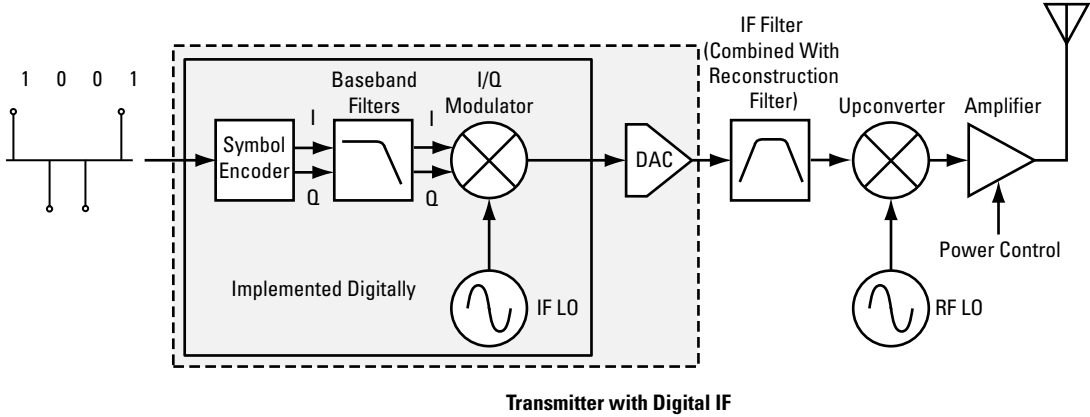 1 0 0 1
Symbol
Encoder
I
Q
Baseband
Filters
I
Q
I/Q
Modulator
Implemented Digitally
IF LO
DAC
IF Filter
(Combined With
Reconstruction
Filter)
Upconverter
RF LO
Amplifier
Power Control
Transmitter with Digital IF